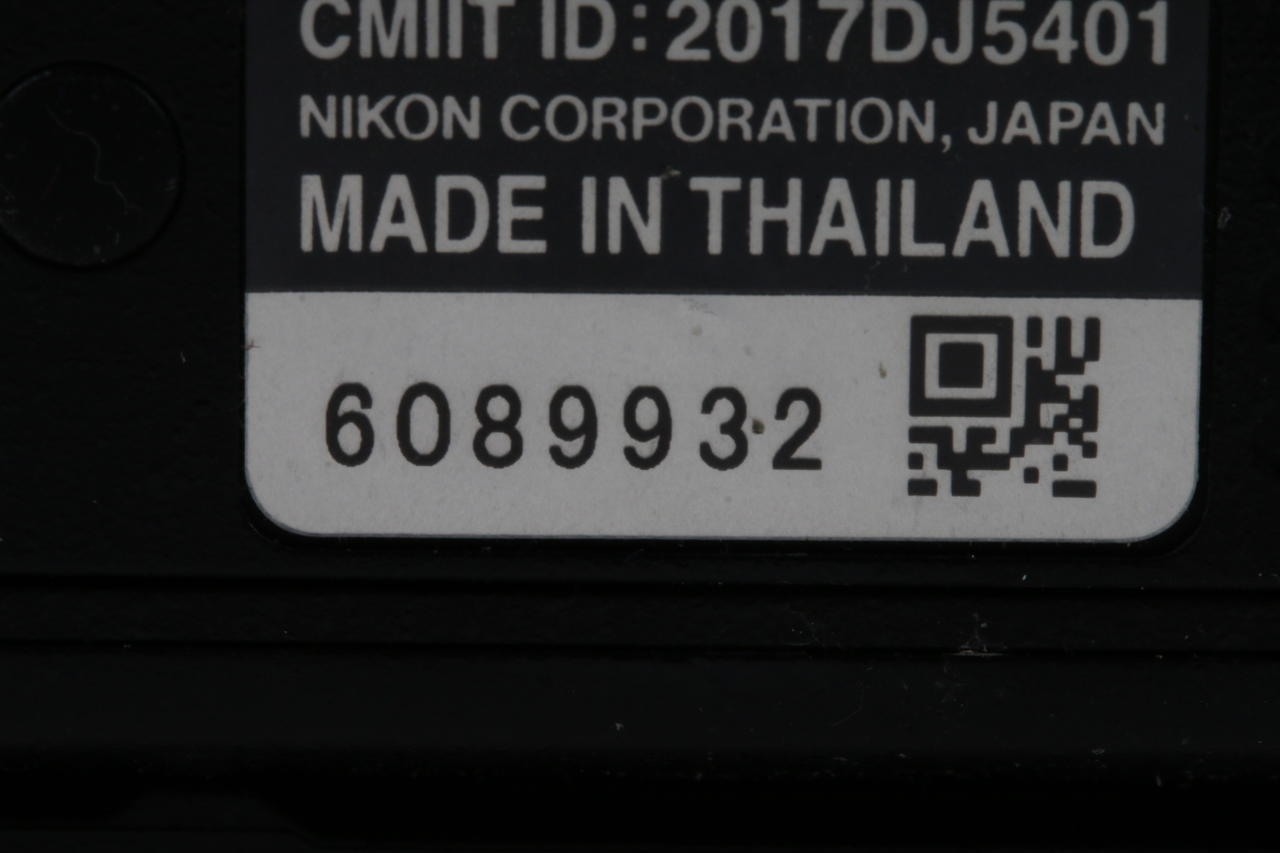 CMIIT ID:2017DJ5401
NIKON CORPORATION, JAPAN
MADE IN THAILAND
6089932